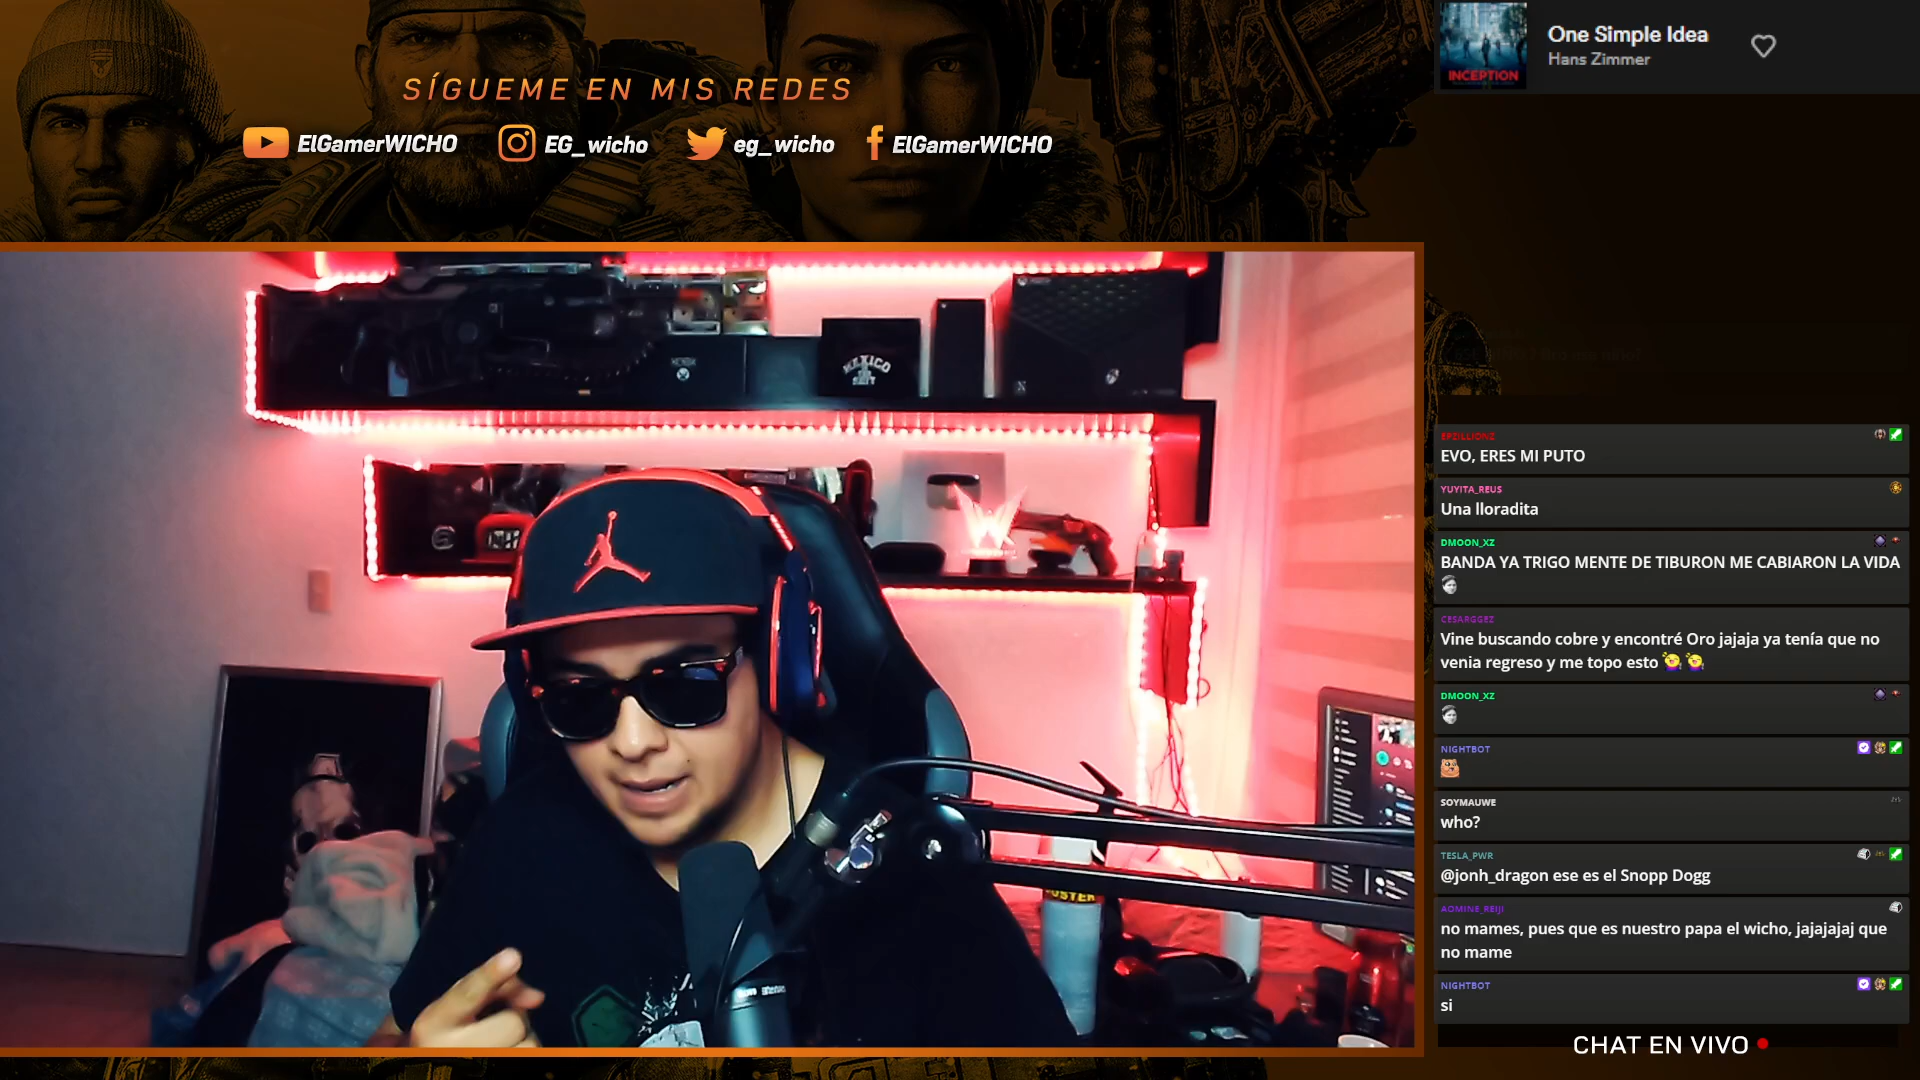 SÍGUEME EN MIS REDES
ElGamerWICHO
EG_wicho
eg_wicho
ElGamerWICHO
One Simple Idea
Hans Zimmer
INCEPTION
MEXICO
EPZILLIONZ
EVO, ERES MI PUTO
YUYITA_REUS
Una lloradita
DMOON_XZ
BANDA YA TRIGO MENTE DE TIBURON ME CABIARON LA VIDA
CESARGGEZ
Vine buscando cobre y encontré Oro jajaja ya tenía que no
venia regreso y me topo esto
DMOON_XZ
NIGHTBOT
SOYMAUWE
who?
TESLA_PWR
@jonh_dragon ese es el Snopp Dogg
AOMINE_REIJI
no mames, pues que es nuestro papa el wicho, jajajajaj que
no mame
NIGHTBOT
si
CHAT EN VIVO